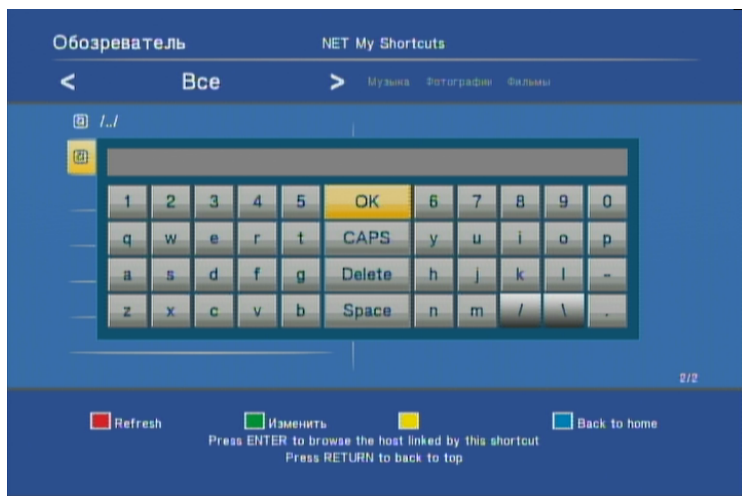 Обозреватель NET My Shortcuts
< Все > Музыка Фотографии Фильмы
/../
1 2 3 4 5 OK 6 7 8 9 0
q w e r t CAPS y u i o p
a s d f g Delete h j k l -
z x c v b Space n m / \ .
2/2
Refresh Изменить Back to home
Press ENTER to browse the host linked by this shortcut
Press RETURN to back to top